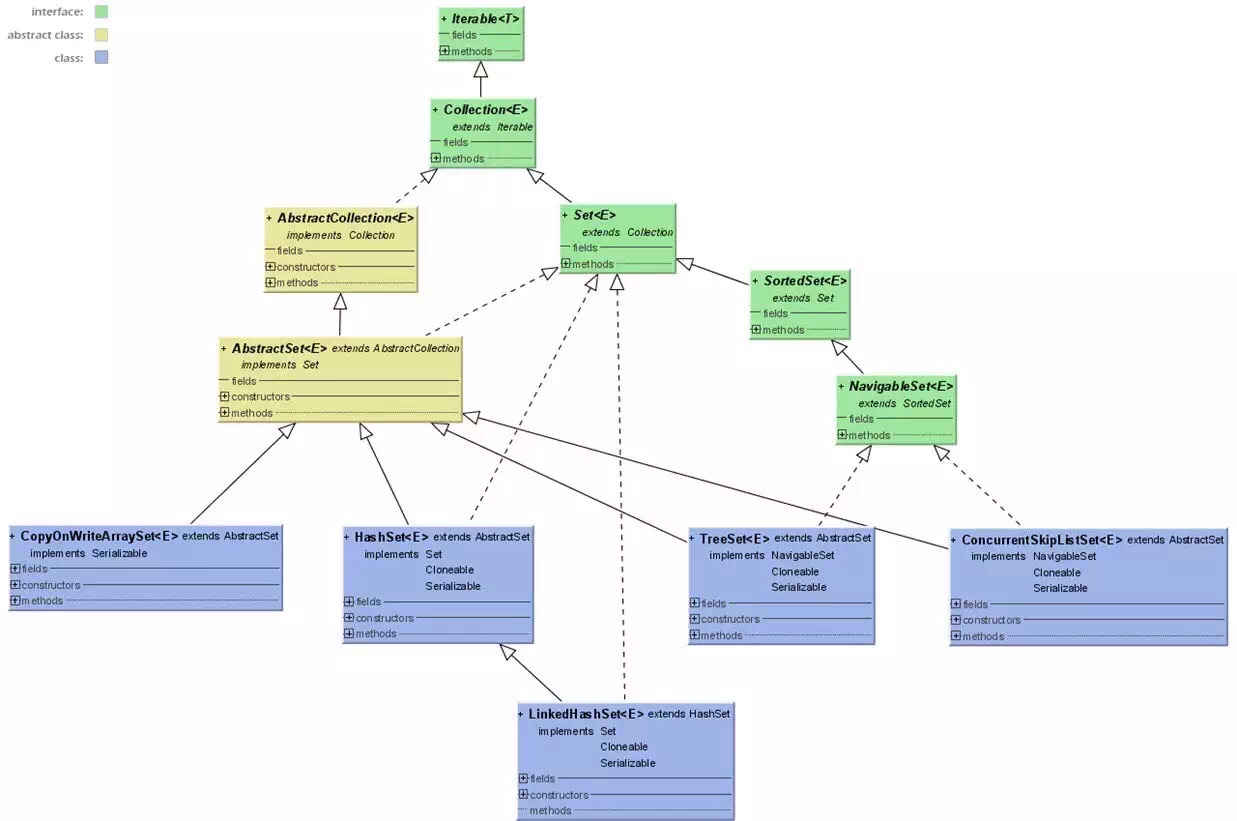 interface:
abstract class:
class:
+ Iterable<T>
fields
+ methods
+ Collection<E>
extends Iterable
fields
+ methods
+ AbstractCollection<E>
implements Collection
fields
+ constructors
+ methods
+ Set<E>
extends Collection
fields
+ methods
+ SortedSet<E>
extends Set
fields
+ methods
+ AbstractSet<E> extends AbstractCollection
implements Set
fields
+ constructors
+ methods
+ NavigableSet<E>
extends SortedSet
fields
+ methods
+ CopyOnWriteArraySet<E> extends AbstractSet
implements Serializable
+ fields
+ constructors
+ methods
+ HashSet<E> extends AbstractSet
implements Set
Cloneable
Serializable
+ fields
+ constructors
+ methods
+ TreeSet<E> extends AbstractSet
implements NavigableSet
Cloneable
Serializable
+ fields
+ constructors
+ methods
+ ConcurrentSkipListSet<E> extends AbstractSet
implements NavigableSet
Cloneable
Serializable
+ fields
+ constructors
+ methods
+ LinkedHashSet<E> extends HashSet
implements Set
Cloneable
Serializable
+ fields
+ constructors
methods